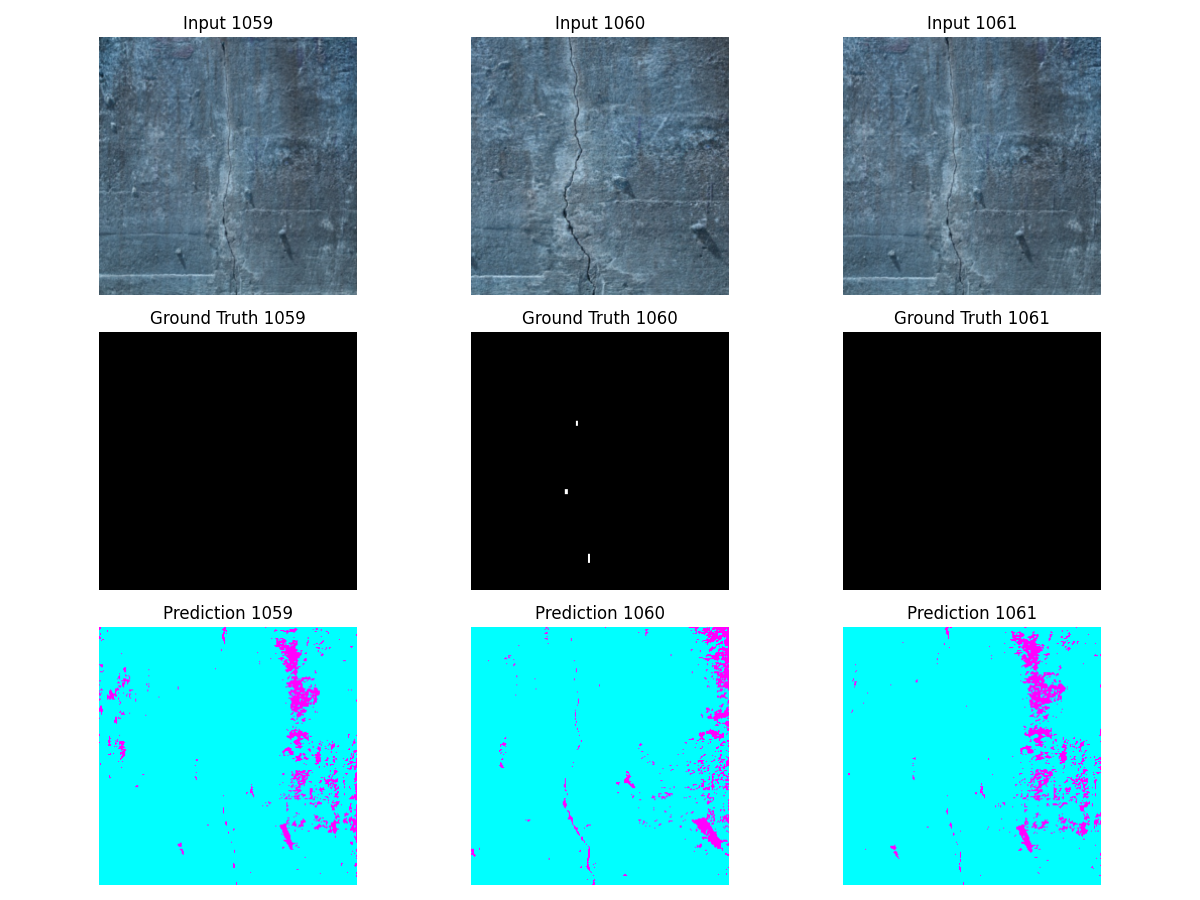 Input 1059
Input 1060
Input 1061
Ground Truth 1059
Ground Truth 1060
Ground Truth 1061
Prediction 1059
Prediction 1060
Prediction 1061